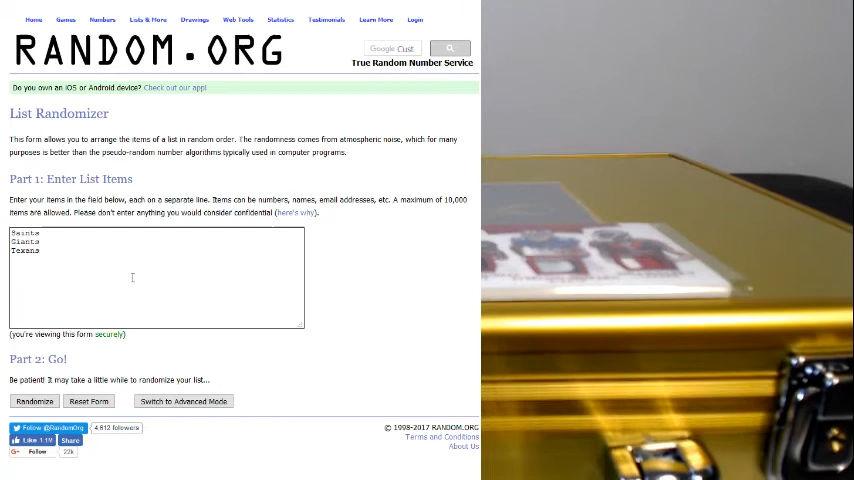 Home Games Numbers Lists & More Drawings Web Tools Statistics Testimonials Learn More Login
RANDOM.ORG
Google Cust
True Random Number Service
Do you own an iOS or Android device? Check out our app!
List Randomizer
This form allows you to arrange the items of a list in random order. The randomness comes from atmospheric noise, which for many
purposes is better than the pseudo-random number algorithms typically used in computer programs.
Part 1: Enter List Items
Enter your items in the field below, each on a separate line. Items can be numbers, names, email addresses, etc. A maximum of 10,000
items are allowed. Please don't enter anything you would consider confidential (here's why).
Saints
Giants
Texans
(you're viewing this form securely)
Part 2: Go!
Be patient! It may take a little while to randomize your list...
Randomize Reset Form Switch to Advanced Mode
Follow @RandomOrg 4,812 followers
Like 1.1M Share
Follow 22k
© 1998-2017 RANDOM.ORG
Terms and Conditions
About Us